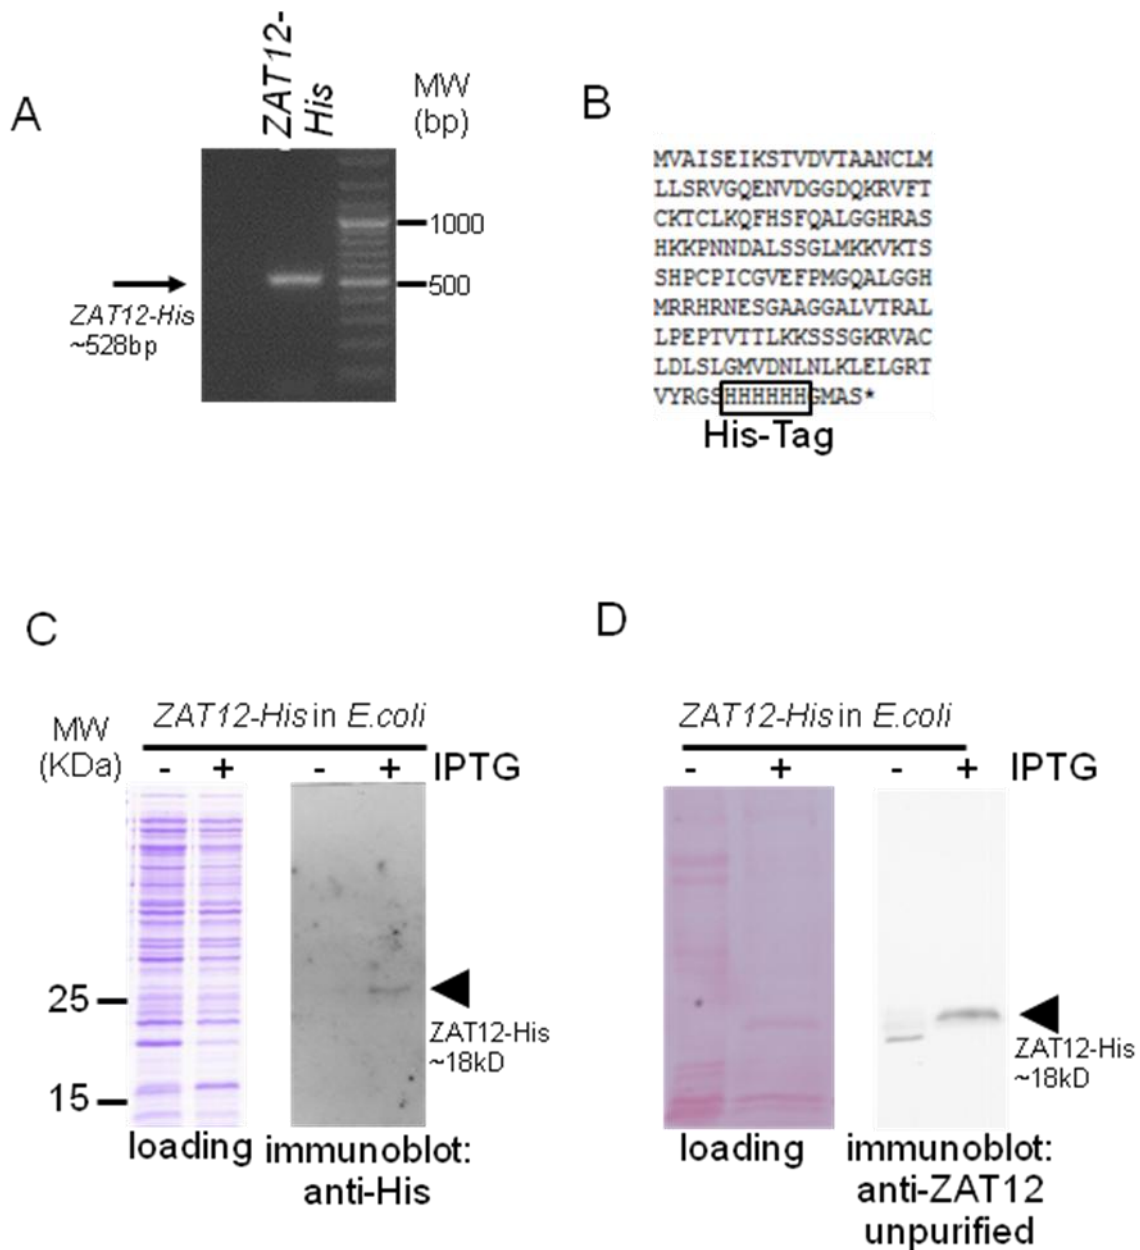 A
ZAT12-
His
MW
(bp)
1000
500
ZAT12-His
~528bp
B
MVAISEIKSTVDVTAANCLM
LLSRVGQENVDGGDQKRVFT
CKTCLKQFHSFQALGGHRAS
HKKPNNDALSSGLMKKVKTS
SHPCPICGVEFPMGQALGGH
MRRHRNESGAAGGALVTRAL
LPEPTVTTLKKSSSGKRVAC
LDLSLGMVDNLNLKLELGRT
VYRGSHHHHHHGMAS*
His-Tag
C
ZAT12-His in E.coli
MW
(KDa)
- + - + IPTG
25
15
ZAT12-His
~18kD
loading
immunoblot:
anti-His
D
ZAT12-His in E.coli
- + - + IPTG
ZAT12-His
~18kD
loading
immunoblot:
anti-ZAT12
unpurified